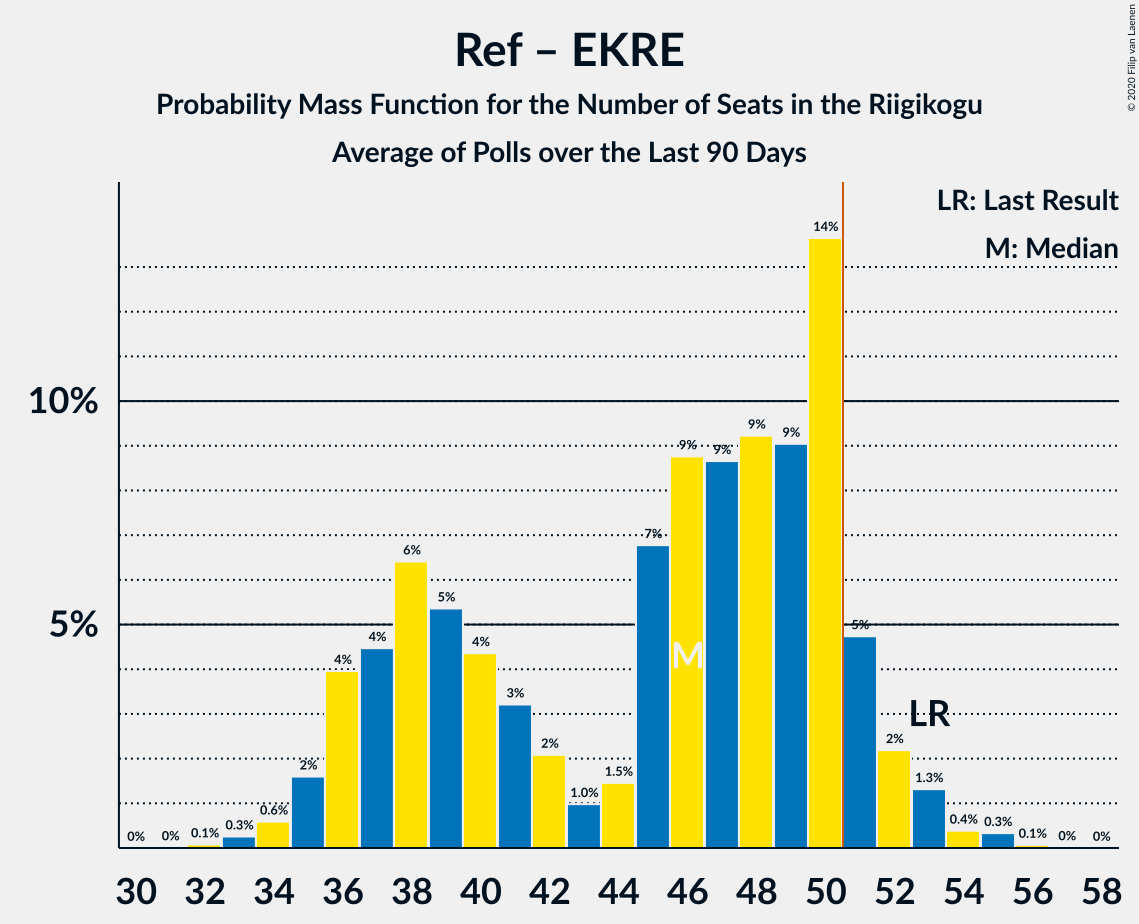 Ref – EKRE
Probability Mass Function for the Number of Seats in the Riigikogu
Average of Polls over the Last 90 Days
© 2020 Filip van Laenen
LR: Last Result
M: Median
10%
5%
0% 0% 0.1% 0.3% 0.6% 2% 4% 4% 6% 5% 4% 3% 2% 1.0% 1.5% 7% 9% 9% 9% 9% 14% 5% 2% 1.3% 0.4% 0.3% 0.1% 0% 0%
M
LR
30 32 34 36 38 40 42 44 46 48 50 52 54 56 58